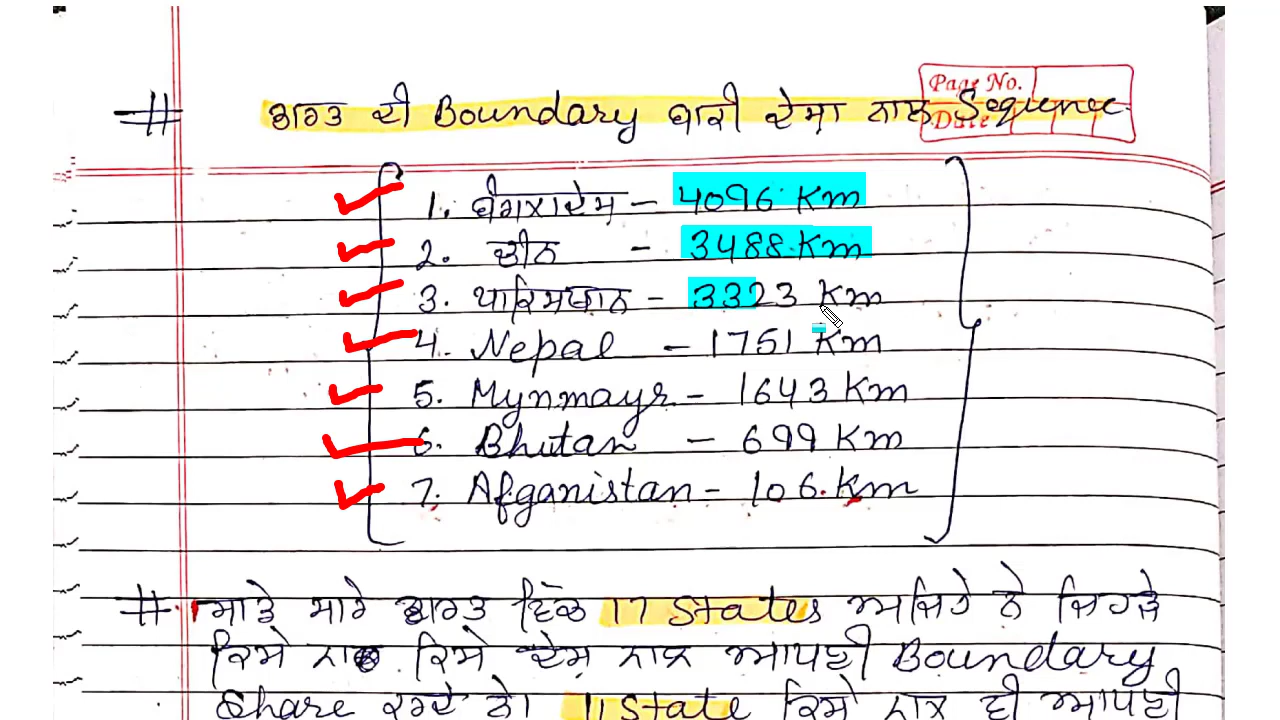 # ਭਾਰਤ ਦੀ Boundary ਬਾਕੀ ਦੇਸਾ ਨਾਲ Sequence
Page No.
Date
1. ਬੰਗਲਾਦੇਸ਼ – 4096 Km
2. ਚੀਨ – 3488 Km
3. ਪਾਕਿਸਤਾਨ – 3323 Km
4. Nepal – 1751 Km
5. Mynmayr – 1643 Km
6. Bhutan – 699 Km
7. Afganistan – 106 Km
# ਸਾਡੇ ਸਾਰੇ ਭਾਰਤ ਵਿੱਚ 17 States ਅਜਿਹੇ ਨੇ ਜਿਹੜੇ
ਕਿਸੇ ਨਾ ਕਿਸੇ ਦੇਸ ਨਾਲ ਆਪਣੀ Boundary
Share ਕਰਦੇ ਨੇ। 11 State ਕਿਸੇ ਨਾਲ ਵੀ ਆਪਣੀ